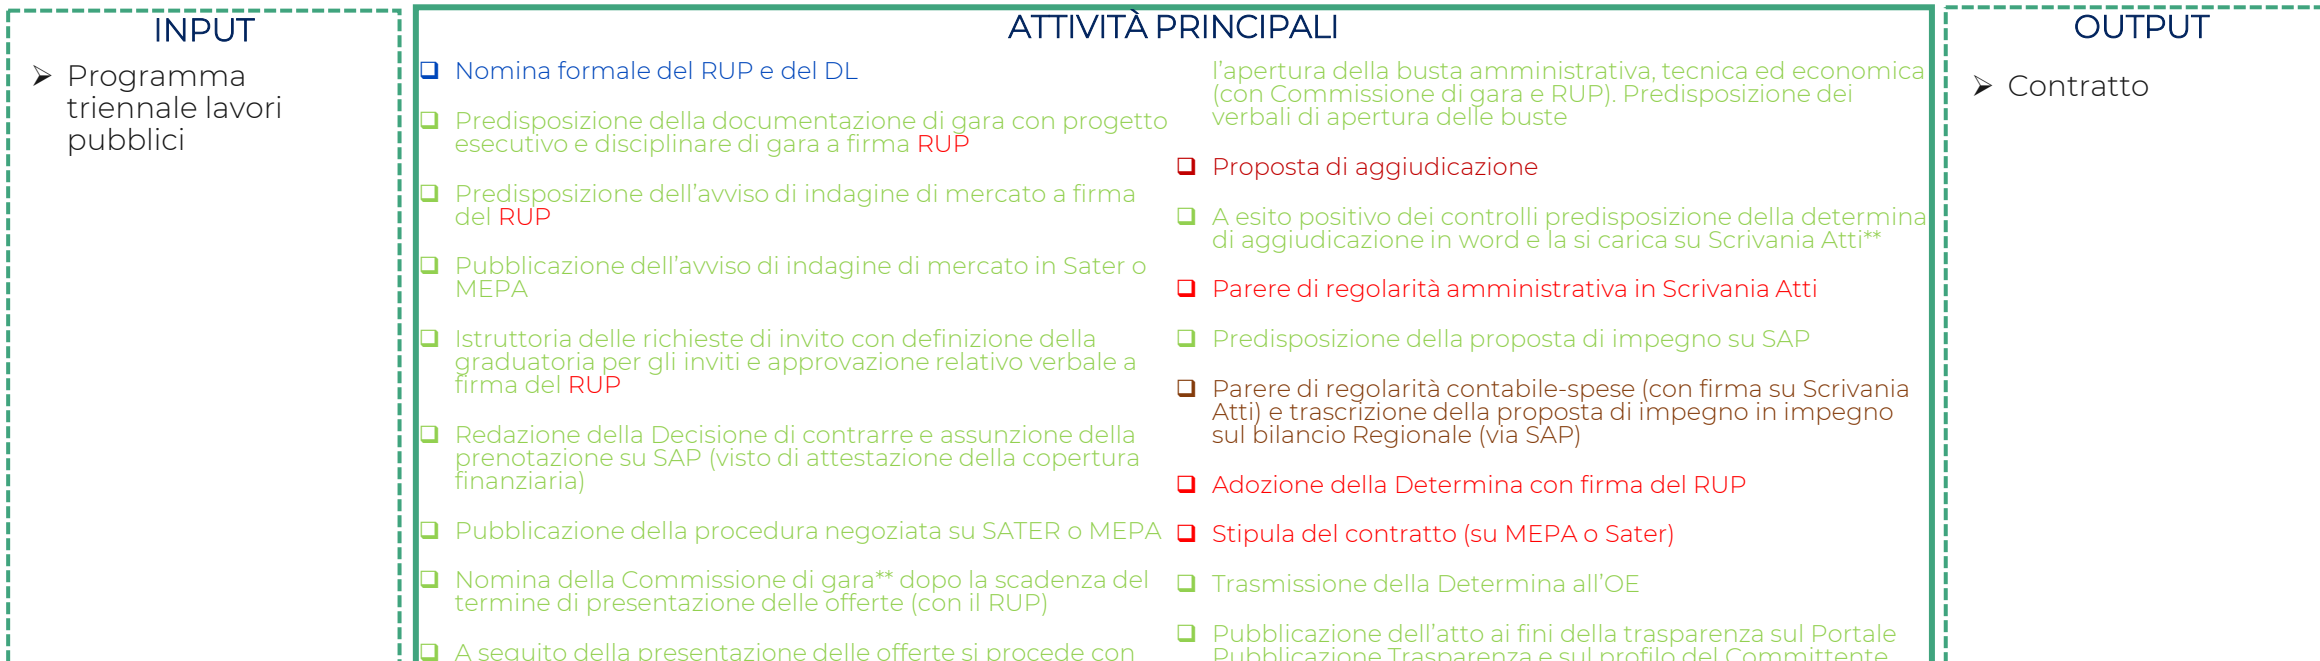 INPUT
Programma
triennale lavori
pubblici
ATTIVITÀ PRINCIPALI
Nomina formale del RUP e del DL
Predisposizione della documentazione di gara con progetto
esecutivo e disciplinare di gara a firma RUP
Predisposizione dell’avviso di indagine di mercato a firma
del RUP
Pubblicazione dell’avviso di indagine di mercato in Sater o
MEPA
Istruttoria delle richieste di invito con definizione della
graduatoria per gli inviti e approvazione relativo verbale a
firma del RUP
Redazione della Decisione di contrarre e assunzione della
prenotazione su SAP (visto di attestazione della copertura
finanziaria)
Pubblicazione della procedura negoziata su SATER o MEPA
Nomina della Commissione di gara** dopo la scadenza del
termine di presentazione delle offerte (con il RUP)
A seguito della presentazione delle offerte si procede con
l’apertura della busta amministrativa, tecnica ed economica
(con Commissione di gara e RUP). Predisposizione dei
verbali di apertura delle buste
Proposta di aggiudicazione
A esito positivo dei controlli predisposizione della determina
di aggiudicazione in word e la si carica su Scrivania Atti**
Parere di regolarità amministrativa in Scrivania Atti
Predisposizione della proposta di impegno su SAP
Parere di regolarità contabile-spese (con firma su Scrivania
Atti) e trascrizione della proposta di impegno in impegno
sul bilancio Regionale (via SAP)
Adozione della Determina con firma del RUP
Stipula del contratto (su MEPA o Sater)
Trasmissione della Determina all’OE
Pubblicazione dell’atto ai fini della trasparenza sul Portale
Pubblicazione Trasparenza e sul profilo del Committente
OUTPUT
Contratto